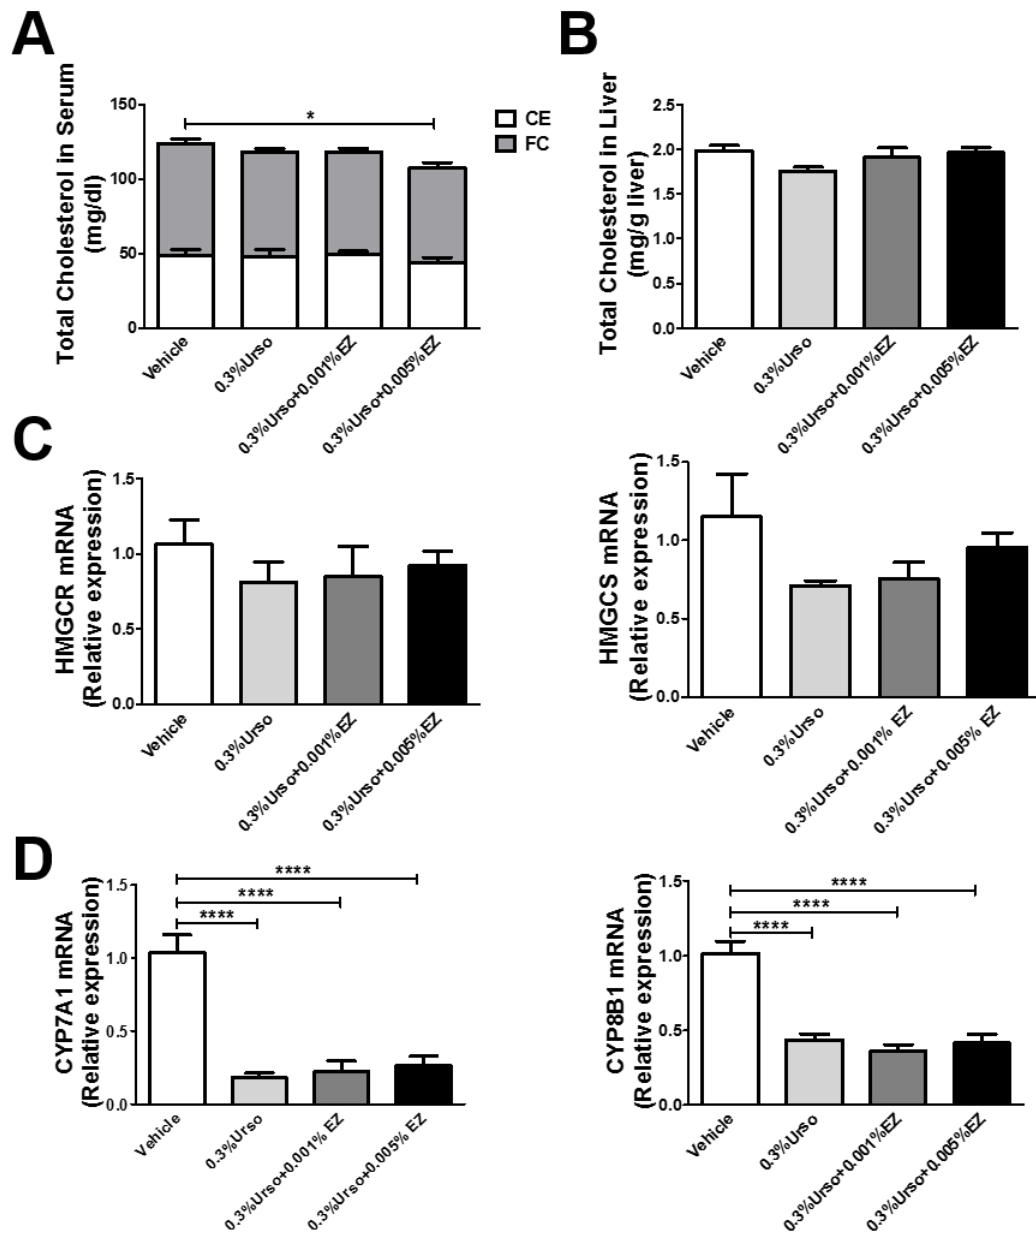 A
Total Cholesterol in Serum
(mg/dl)
150
100
50
0
*
CE
FC
Vehicle
0.3%Urso
0.3%Urso+0.001%EZ
0.3%Urso+0.005%EZ
B
Total Cholesterol in Liver
(mg/g liver)
2.5
2.0
1.5
1.0
0.5
0.0
Vehicle
0.3%Urso
0.3%Urso+0.001%EZ
0.3%Urso+0.005%EZ
C
HMGCR mRNA
(Relative expression)
1.5
1.0
0.5
0.0
Vehicle
0.3%Urso
0.3%Urso+0.001%EZ
0.3%Urso+0.005%EZ
HMGCS mRNA
(Relative expression)
1.5
1.0
0.5
0.0
Vehicle
0.3%Urso
0.3%Urso+0.001% EZ
0.3%Urso+0.005% EZ
D
CYP7A1 mRNA
(Relative expression)
1.5
1.0
0.5
0.0
****
****
****
Vehicle
0.3%Urso
0.3%Urso+0.001% EZ
0.3%Urso+0.005% EZ
CYP8B1 mRNA
(Relative expression)
1.5
1.0
0.5
0.0
****
****
****
Vehicle
0.3%Urso
0.3%Urso+0.001%EZ
0.3%Urso+0.005%EZ